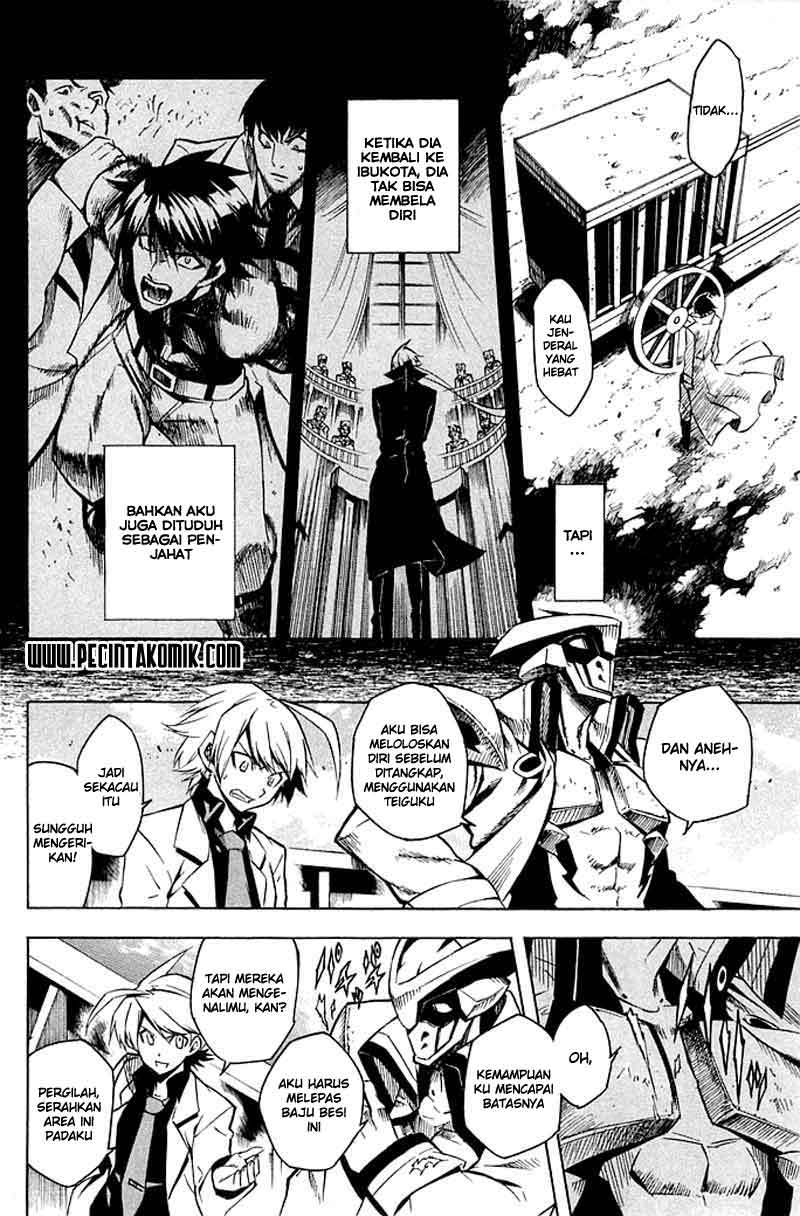 TIDAK...
KAU
JEN-
DERAL
YANG
HEBAT
KETIKA DIA
KEMBALI KE
IBUKOTA, DIA
TAK BISA
MEMBELA
DIRI
BAHKAN AKU
JUGA DITUDUH
SEBAGAI PEN-
JAHAT
TAPI
...
WWW.PECINTAKOMIK.COM
DAN ANEH-
NYA...
AKU BISA
MELOLOSKAN
DIRI SEBELUM
DITANGKAP,
MENGGUNAKAN
TEIGUKU
JADI
SEKACAU
ITU
SUNGGUH
MENGERI-
KAN!
OH,
KEMAMPUAN
KU MENCAPAI
BATASNYA
AKU HARUS
MELEPAS
BAJU BESI
INI
TAPI MEREKA
AKAN MENGE-
NALIMU, KAN?
PERGILAH,
SERAHKAN
AREA INI
PADAKU